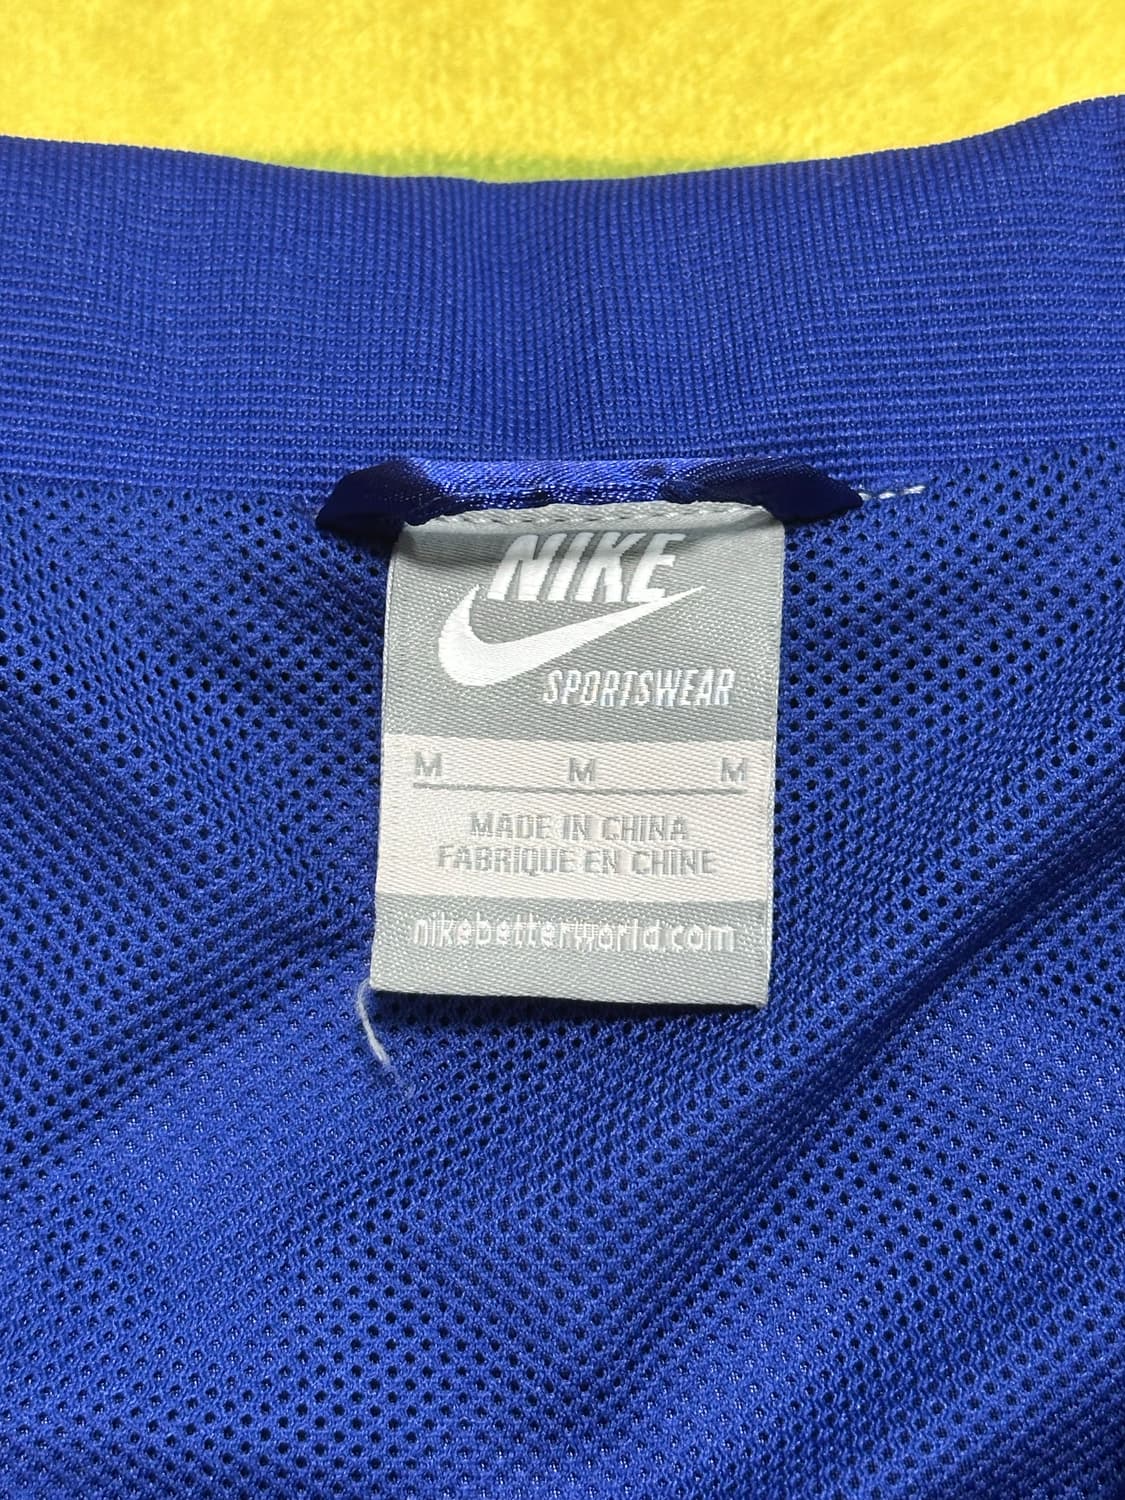 NIKE
SPORTSWEAR
M M M
MADE IN CHINA
FABRIQUE EN CHINE
nikebetterworld.com